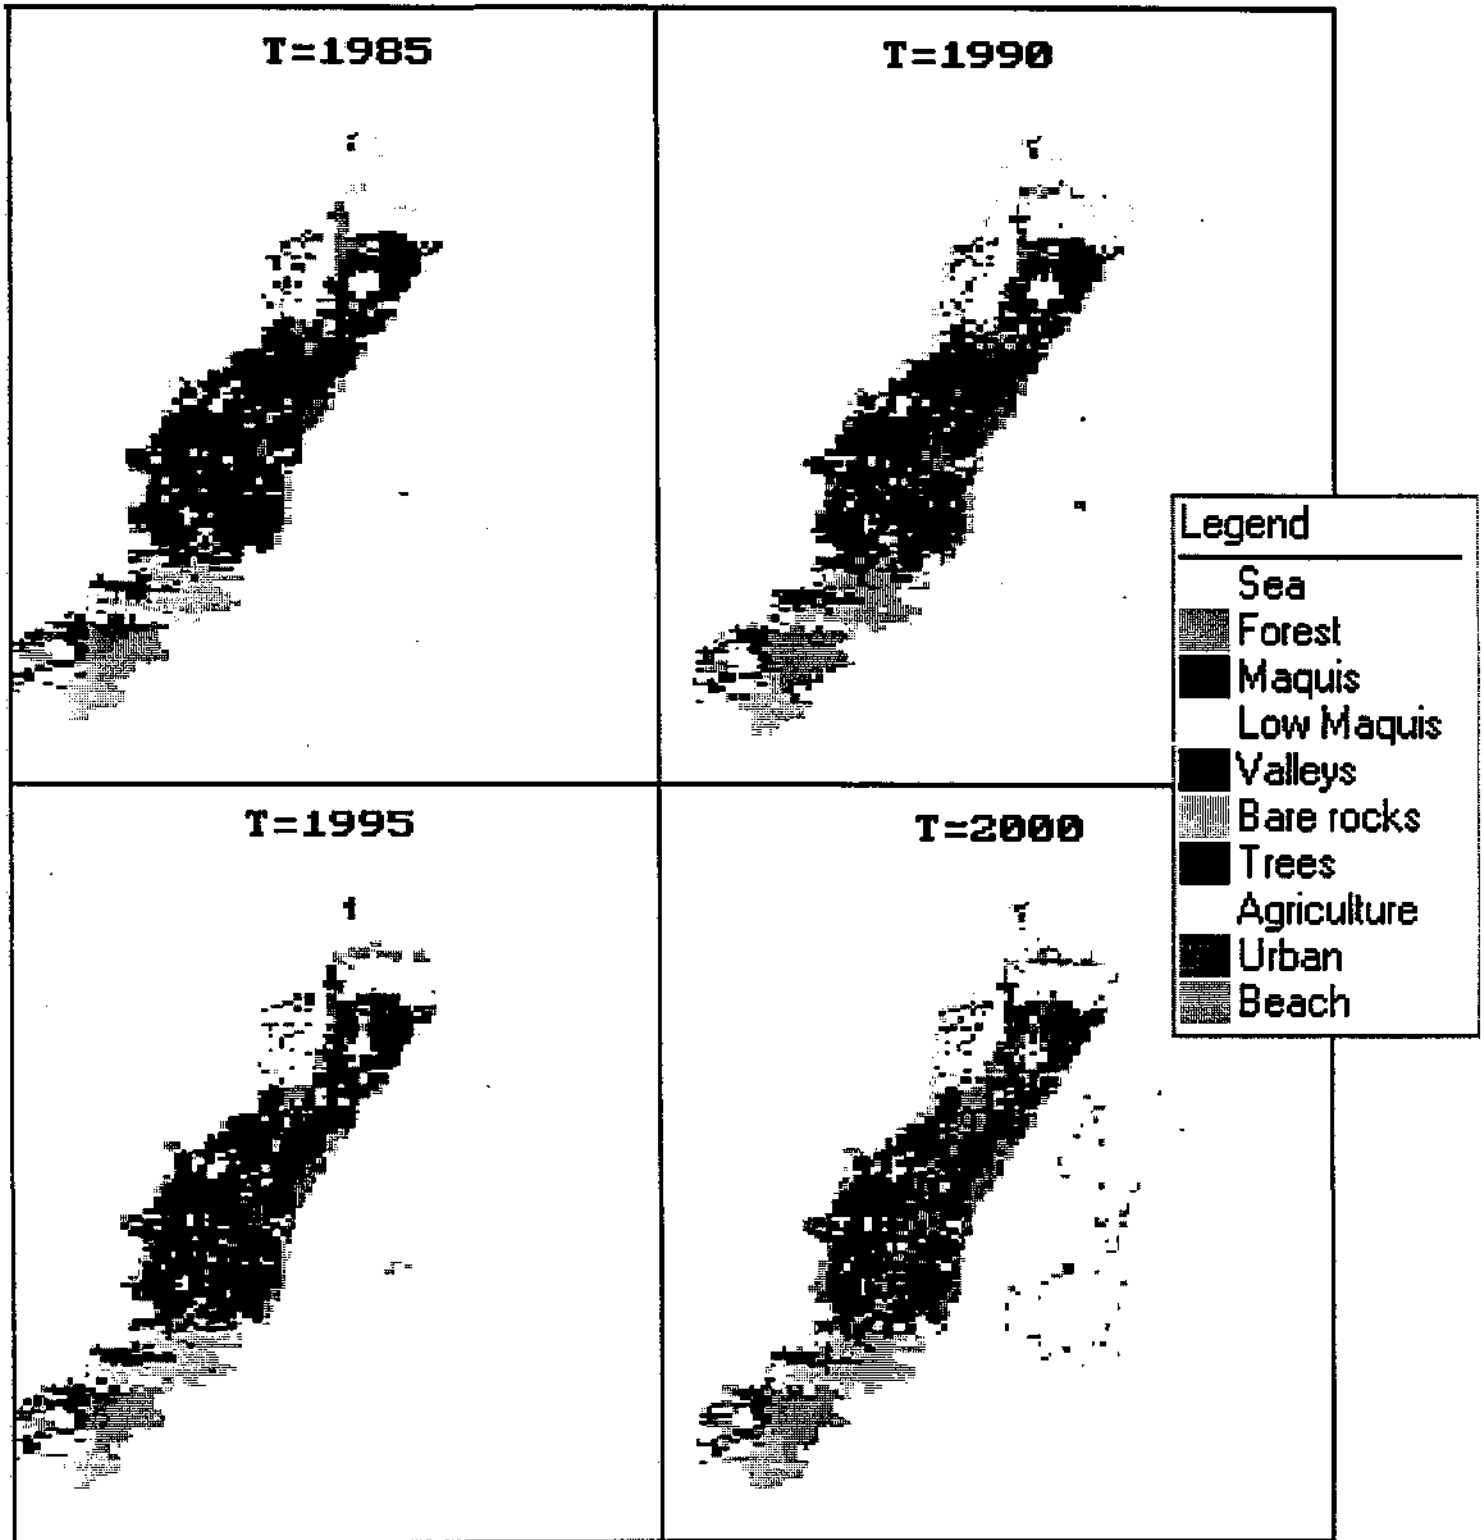 T=1985
T=1990
T=1995
T=2000
Legend
Sea
Forest
Maquis
Low Maquis
Valleys
Bare rocks
Trees
Agriculture
Urban
Beach